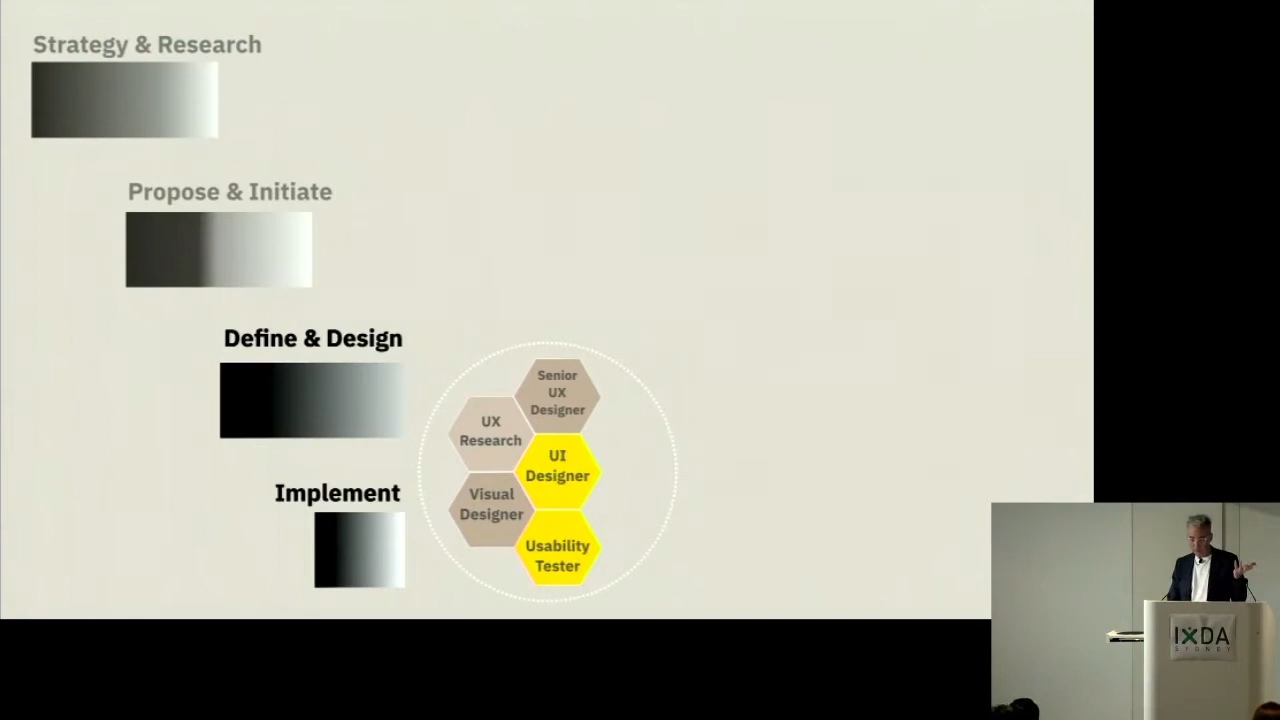 Strategy & Research
Propose & Initiate
Define & Design
Senior
UX
Designer
UX
Research
UI
Designer
Visual
Designer
Usability
Tester
Implement
IXDA
SYDNEY